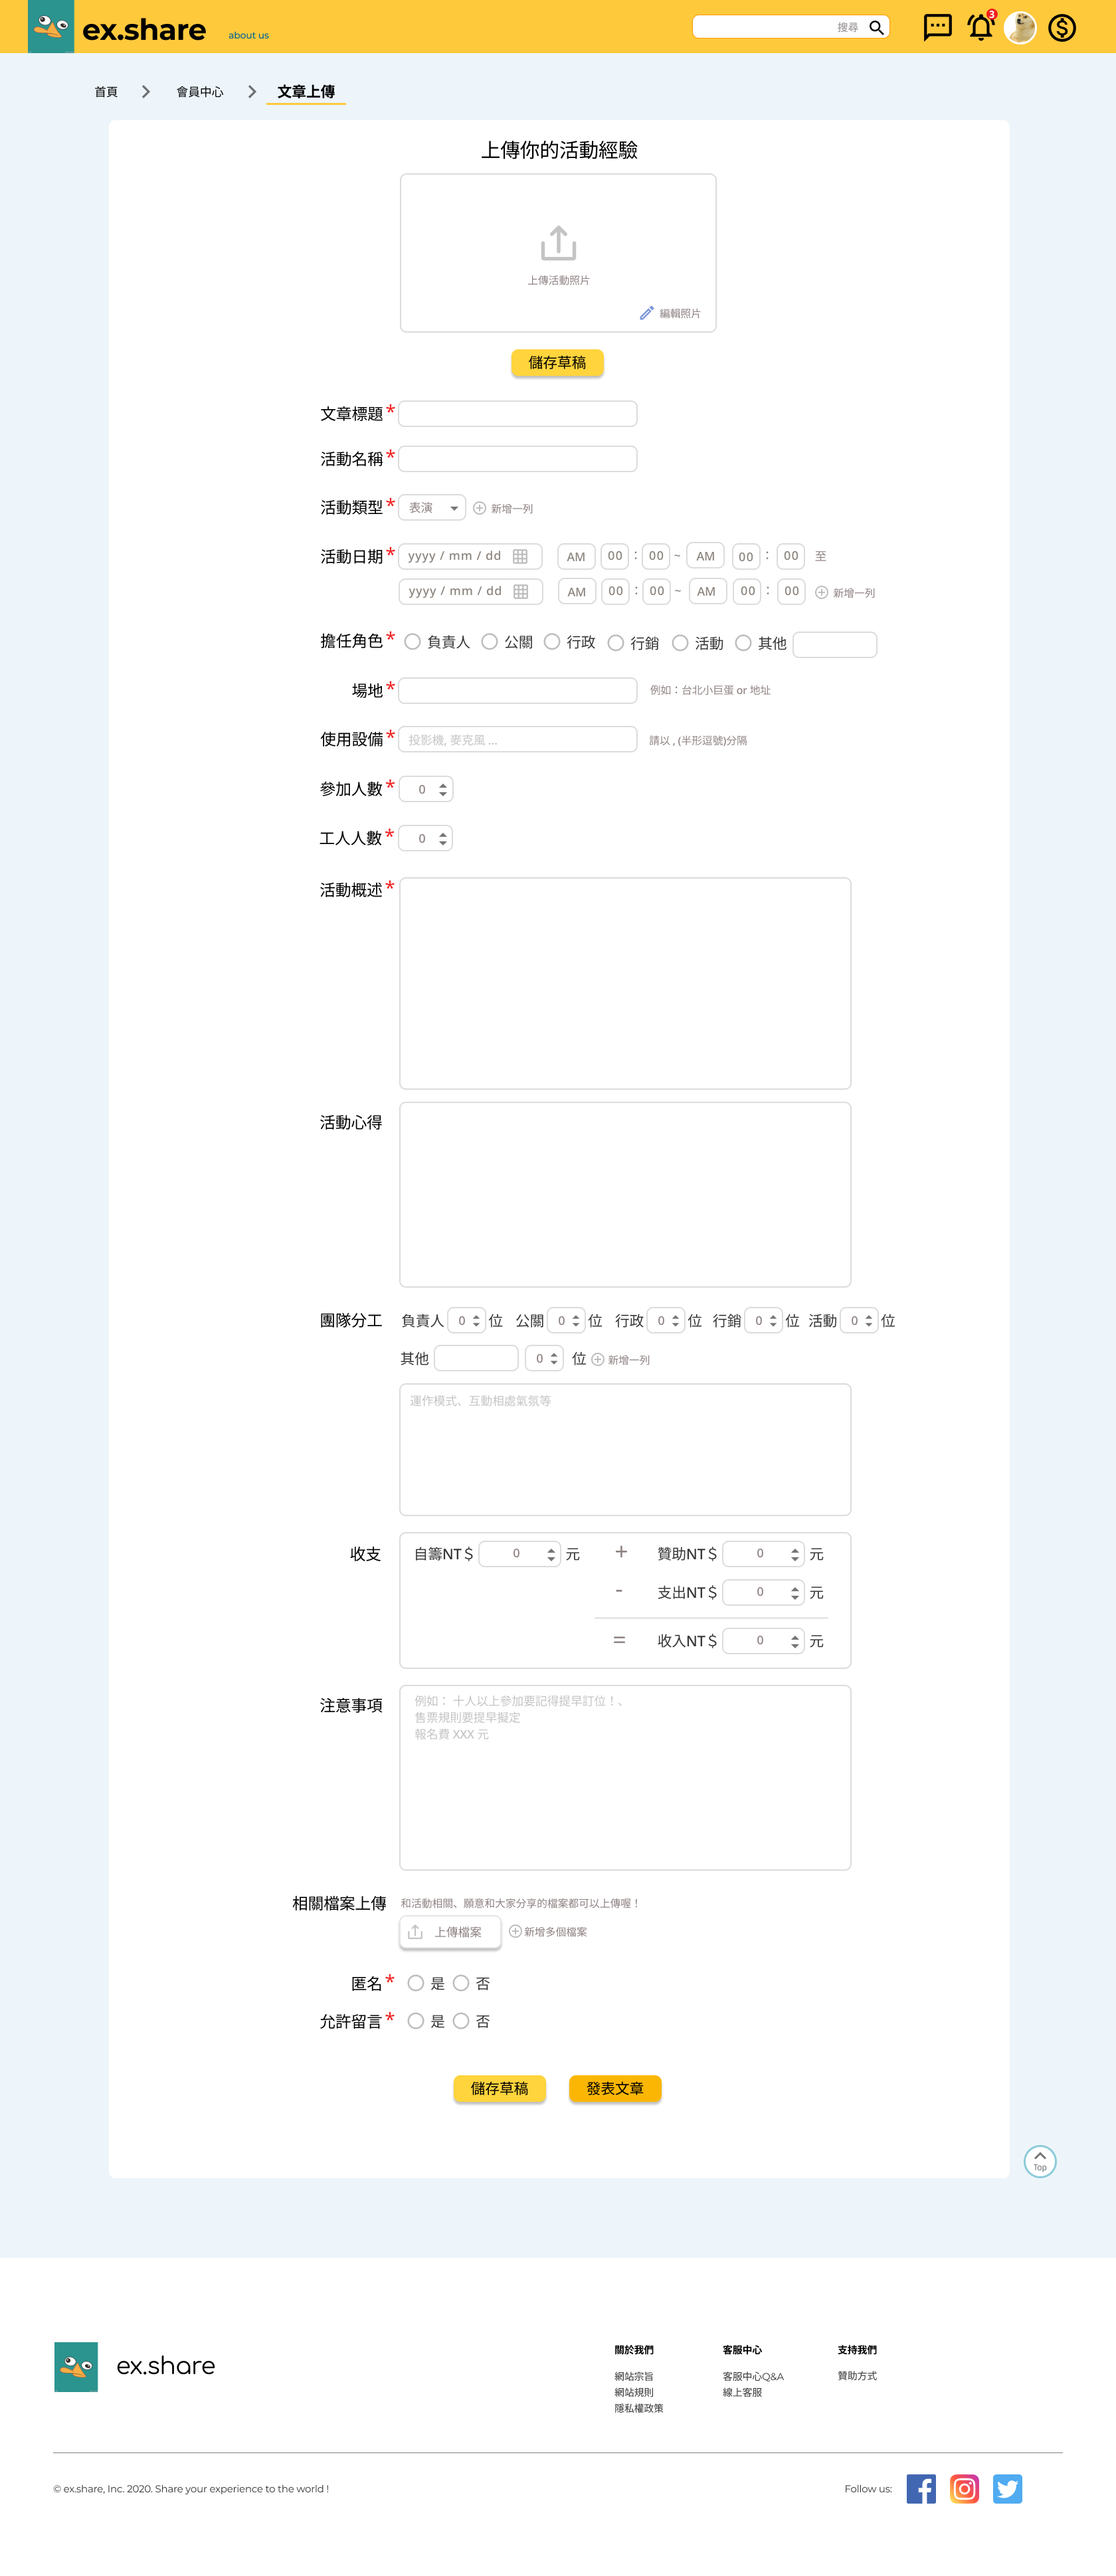 ex.share about us 搜尋 3
首頁 會員中心 文章上傳
上傳你的活動經驗
上傳活動照片
編輯照片
儲存草稿
文章標題*
活動名稱*
活動類型* 表演 新增一列
活動日期* yyyy / mm / dd AM 00 : 00 ~ AM 00 : 00 至
yyyy / mm / dd AM 00 : 00 ~ AM 00 : 00 新增一列
擔任角色* 負責人 公關 行政 行銷 活動 其他
場地* 例如：台北小巨蛋 or 地址
使用設備* 投影機, 麥克風 ... 請以 , (半形逗號)分隔
參加人數* 0
工人人數* 0
活動概述*
活動心得
團隊分工 負責人 0 位 公關 0 位 行政 0 位 行銷 0 位 活動 0 位
其他 0 位 新增一列
運作模式、互動相處氣氛等
收支 自籌NT$ 0 元 + 贊助NT$ 0 元
- 支出NT$ 0 元
= 收入NT$ 0 元
注意事項 例如： 十人以上參加要記得提早訂位！、
售票規則要提早擬定
報名費 XXX 元
相關檔案上傳 和活動相關、願意和大家分享的檔案都可以上傳喔！
上傳檔案 新增多個檔案
匿名* 是 否
允許留言* 是 否
儲存草稿 發表文章
Top
ex.share
關於我們 客服中心 支持我們
網站宗旨 客服中心Q&A 贊助方式
網站規則 線上客服
隱私權政策
© ex.share, Inc. 2020. Share your experience to the world ! Follow us: